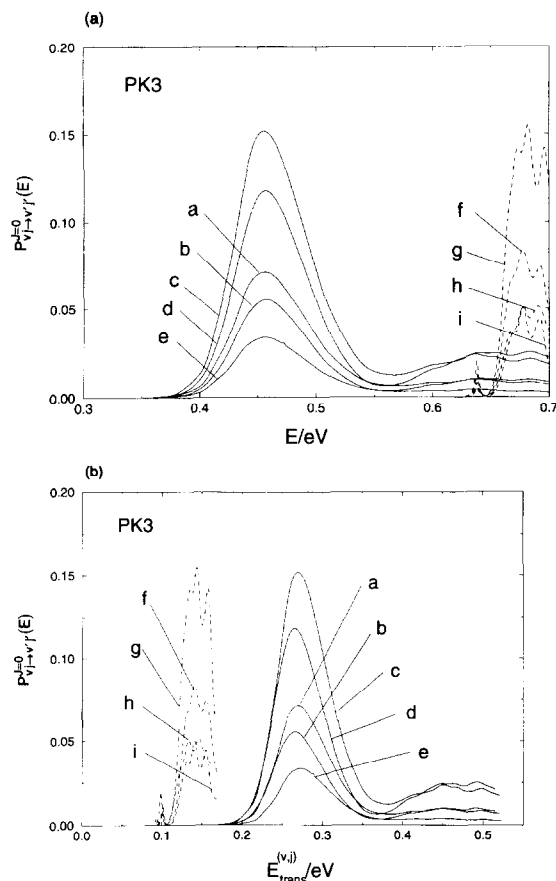 (a)
0.20
PK3
0.15
0.10
0.05
0.00
P^{J=0}_{vj→v'j'}(E)
a
b
c
d
e
f
g
h
i
0.3 0.4 0.5 0.6 0.7
E/eV
(b)
0.20
PK3
0.15
0.10
0.05
0.00
P^{J=0}_{vj→v'j'}(E)
f
g
h
i
a
b
c
d
e
0.0 0.1 0.2 0.3 0.4 0.5
E^{(v,j)}_{trans}/eV